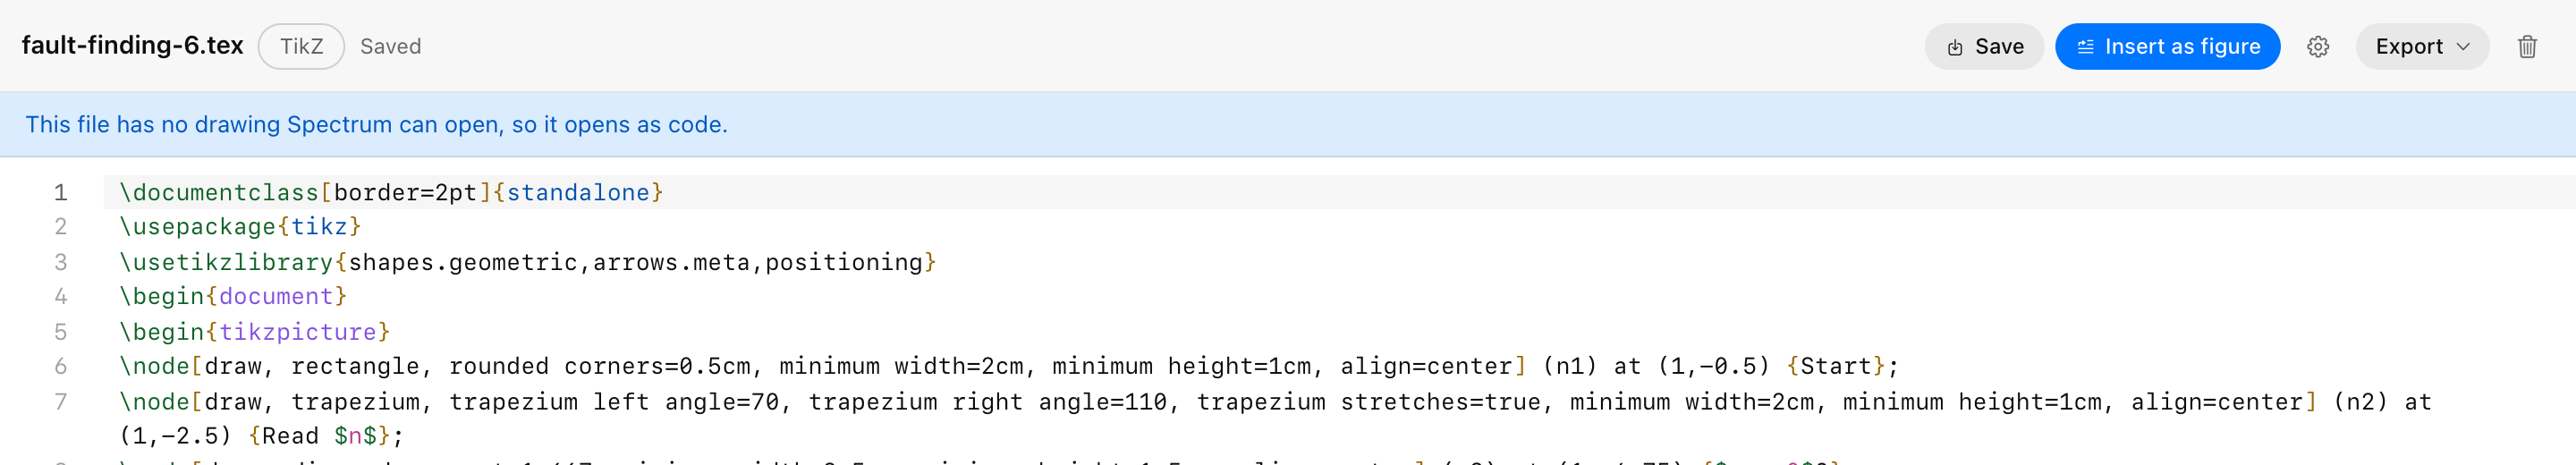 fault-finding-6.tex TikZ Saved Save Insert as figure Export
This file has no drawing Spectrum can open, so it opens as code.
1 \documentclass[border=2pt]{standalone}
2 \usepackage{tikz}
3 \usetikzlibrary{shapes.geometric,arrows.meta,positioning}
4 \begin{document}
5 \begin{tikzpicture}
6 \node[draw, rectangle, rounded corners=0.5cm, minimum width=2cm, minimum height=1cm, align=center] (n1) at (1,-0.5) {Start};
7 \node[draw, trapezium, trapezium left angle=70, trapezium right angle=110, trapezium stretches=true, minimum width=2cm, minimum height=1cm, align=center] (n2) at
(1,-2.5) {Read $n$};